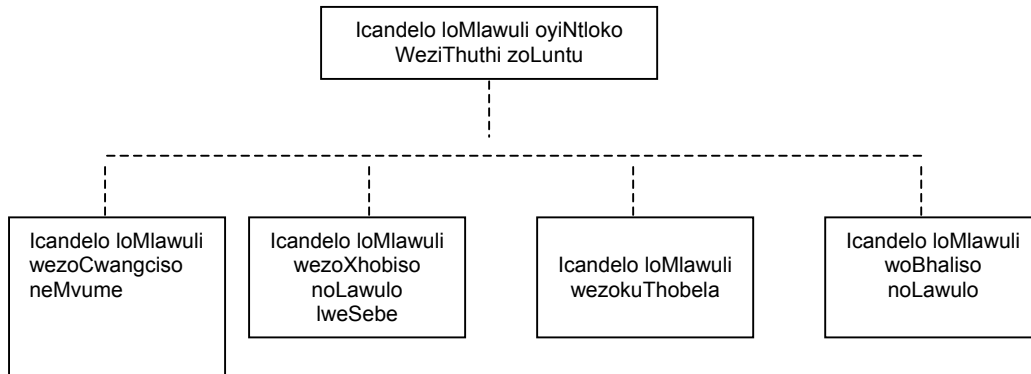 Icandelo loMlawuli oyiNtloko
WeziThuthi zoLuntu
Icandelo loMlawuli
wezoCwangciso
neMvume
Icandelo loMlawuli
wezoXhobiso
noLawulo
lweSebe
Icandelo loMlawuli
wezokuThobela
Icandelo loMlawuli
woBhaliso
noLawulo